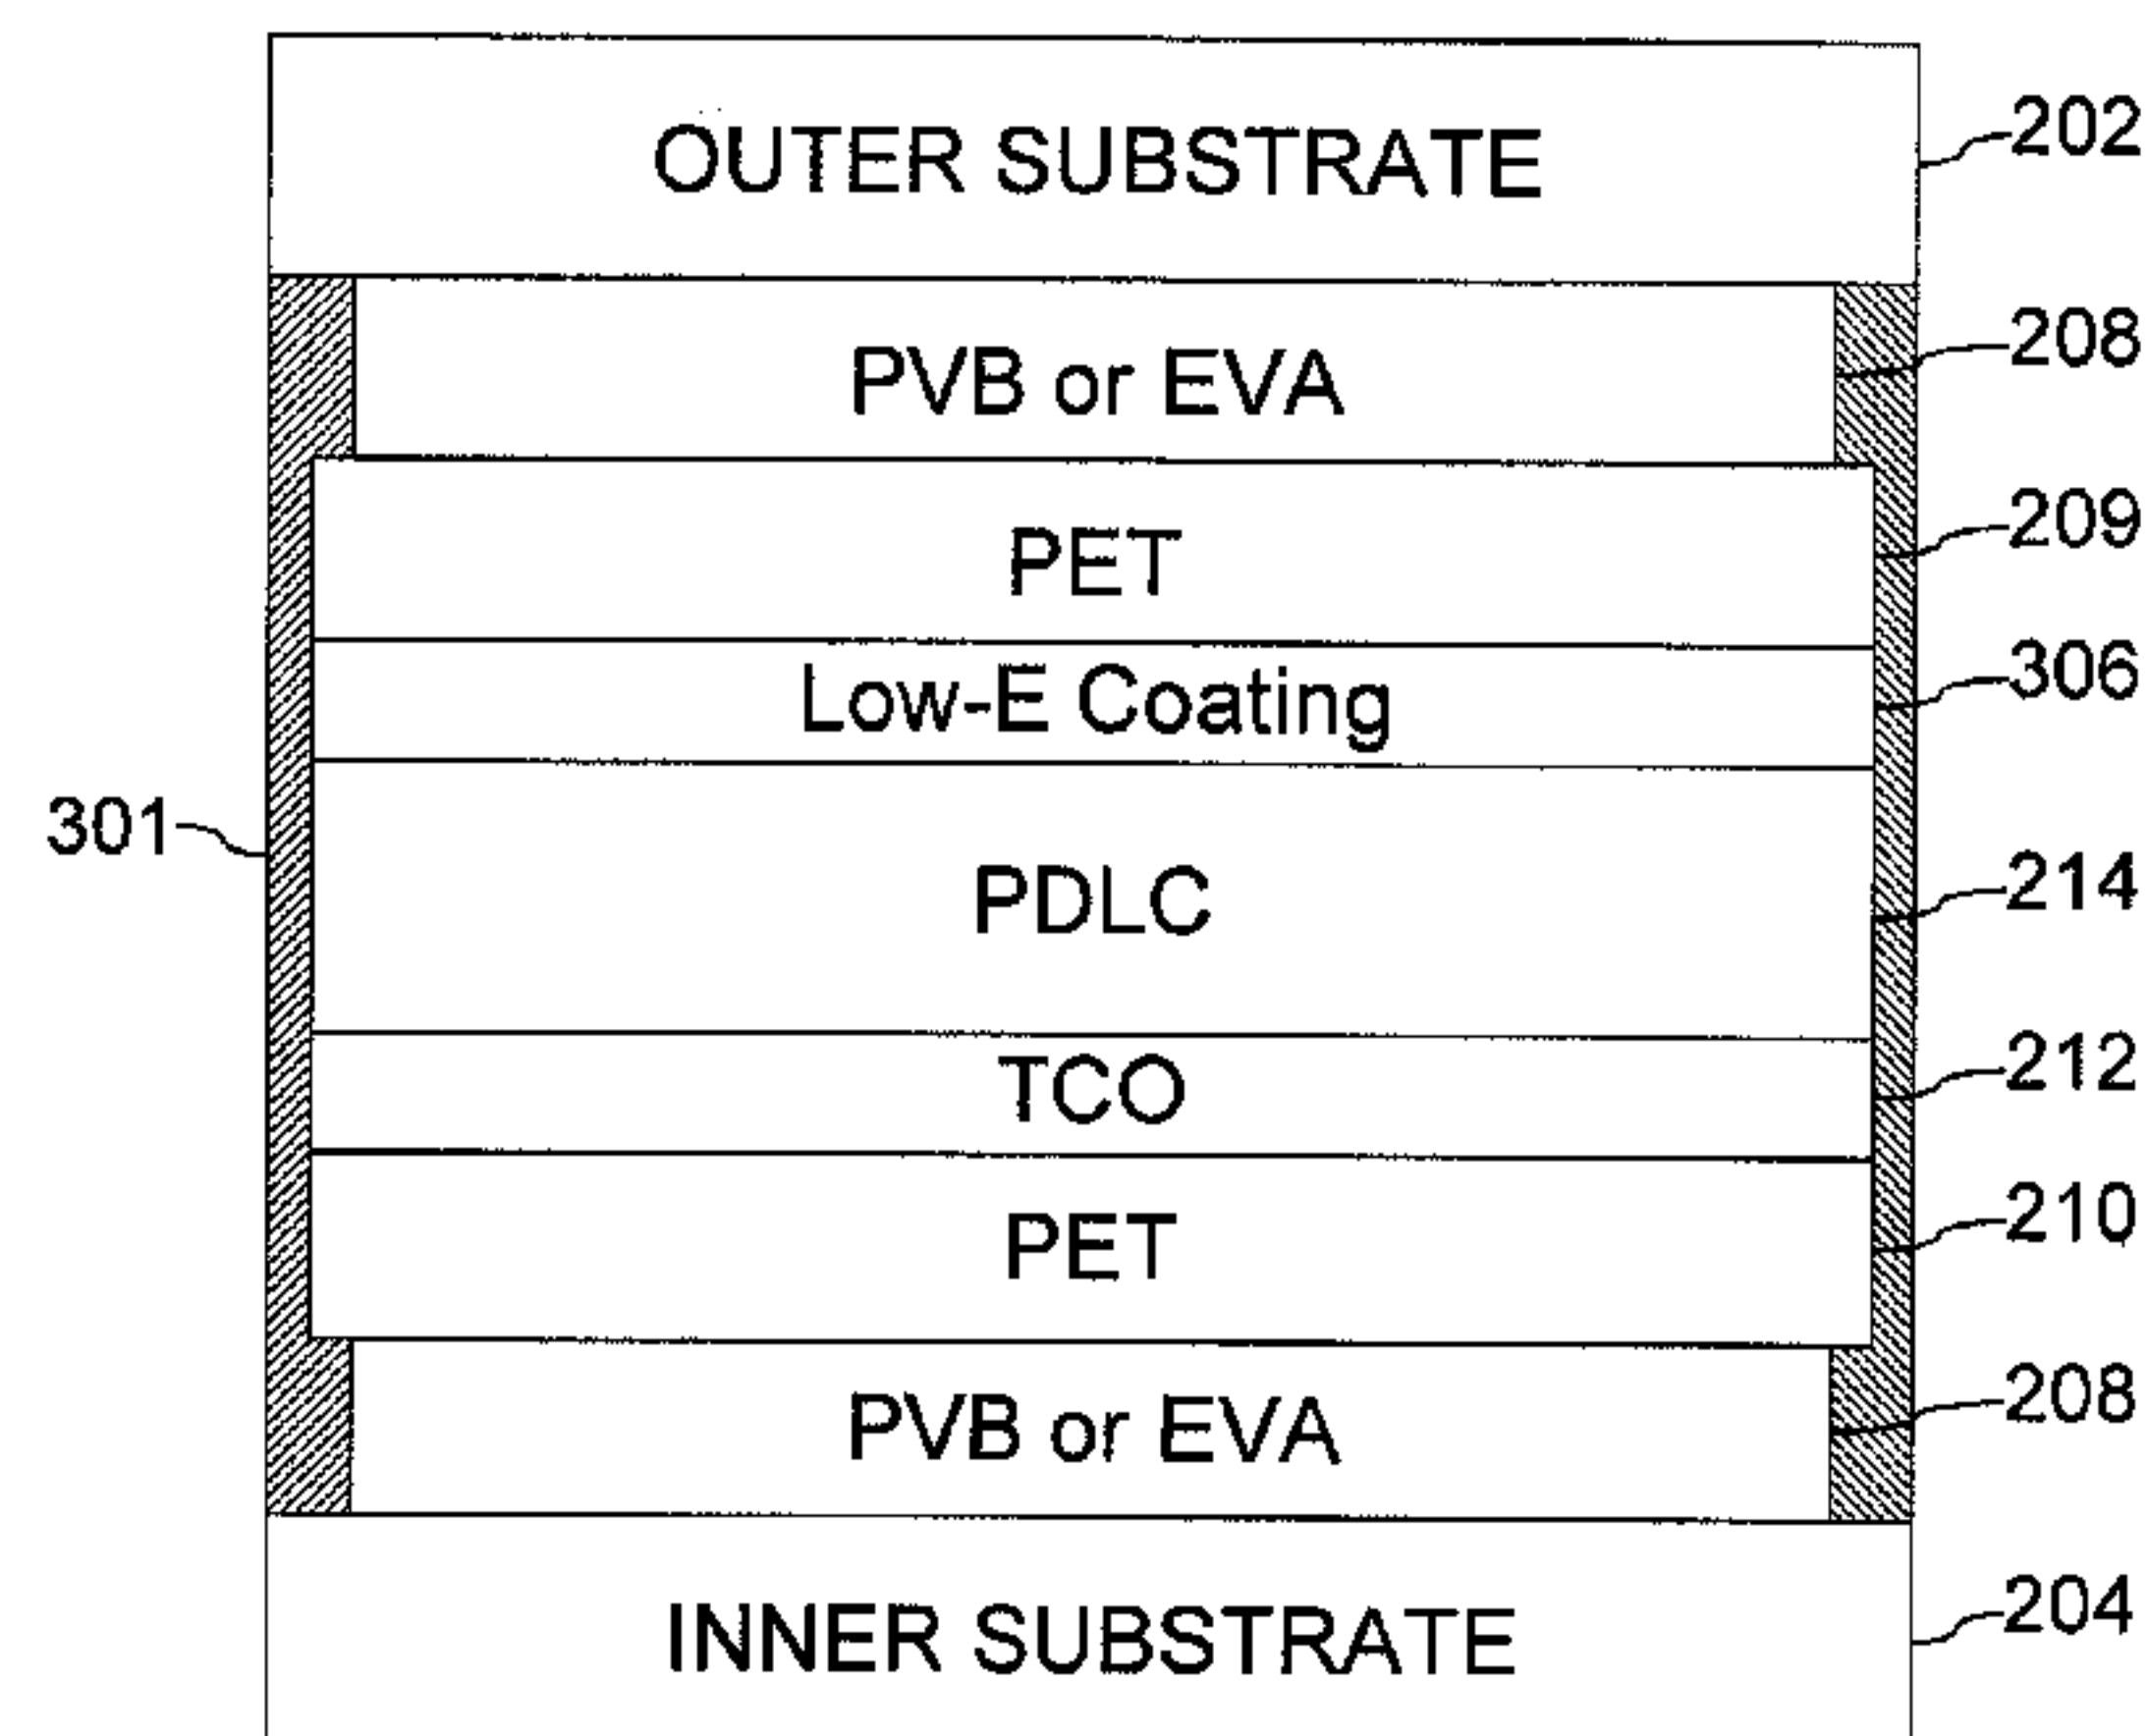 OUTER SUBSTRATE
202
PVB or EVA
208
PET
209
Low-E Coating
306
301
PDLC
214
TCO
212
PET
210
PVB or EVA
208
INNER SUBSTRATE
204